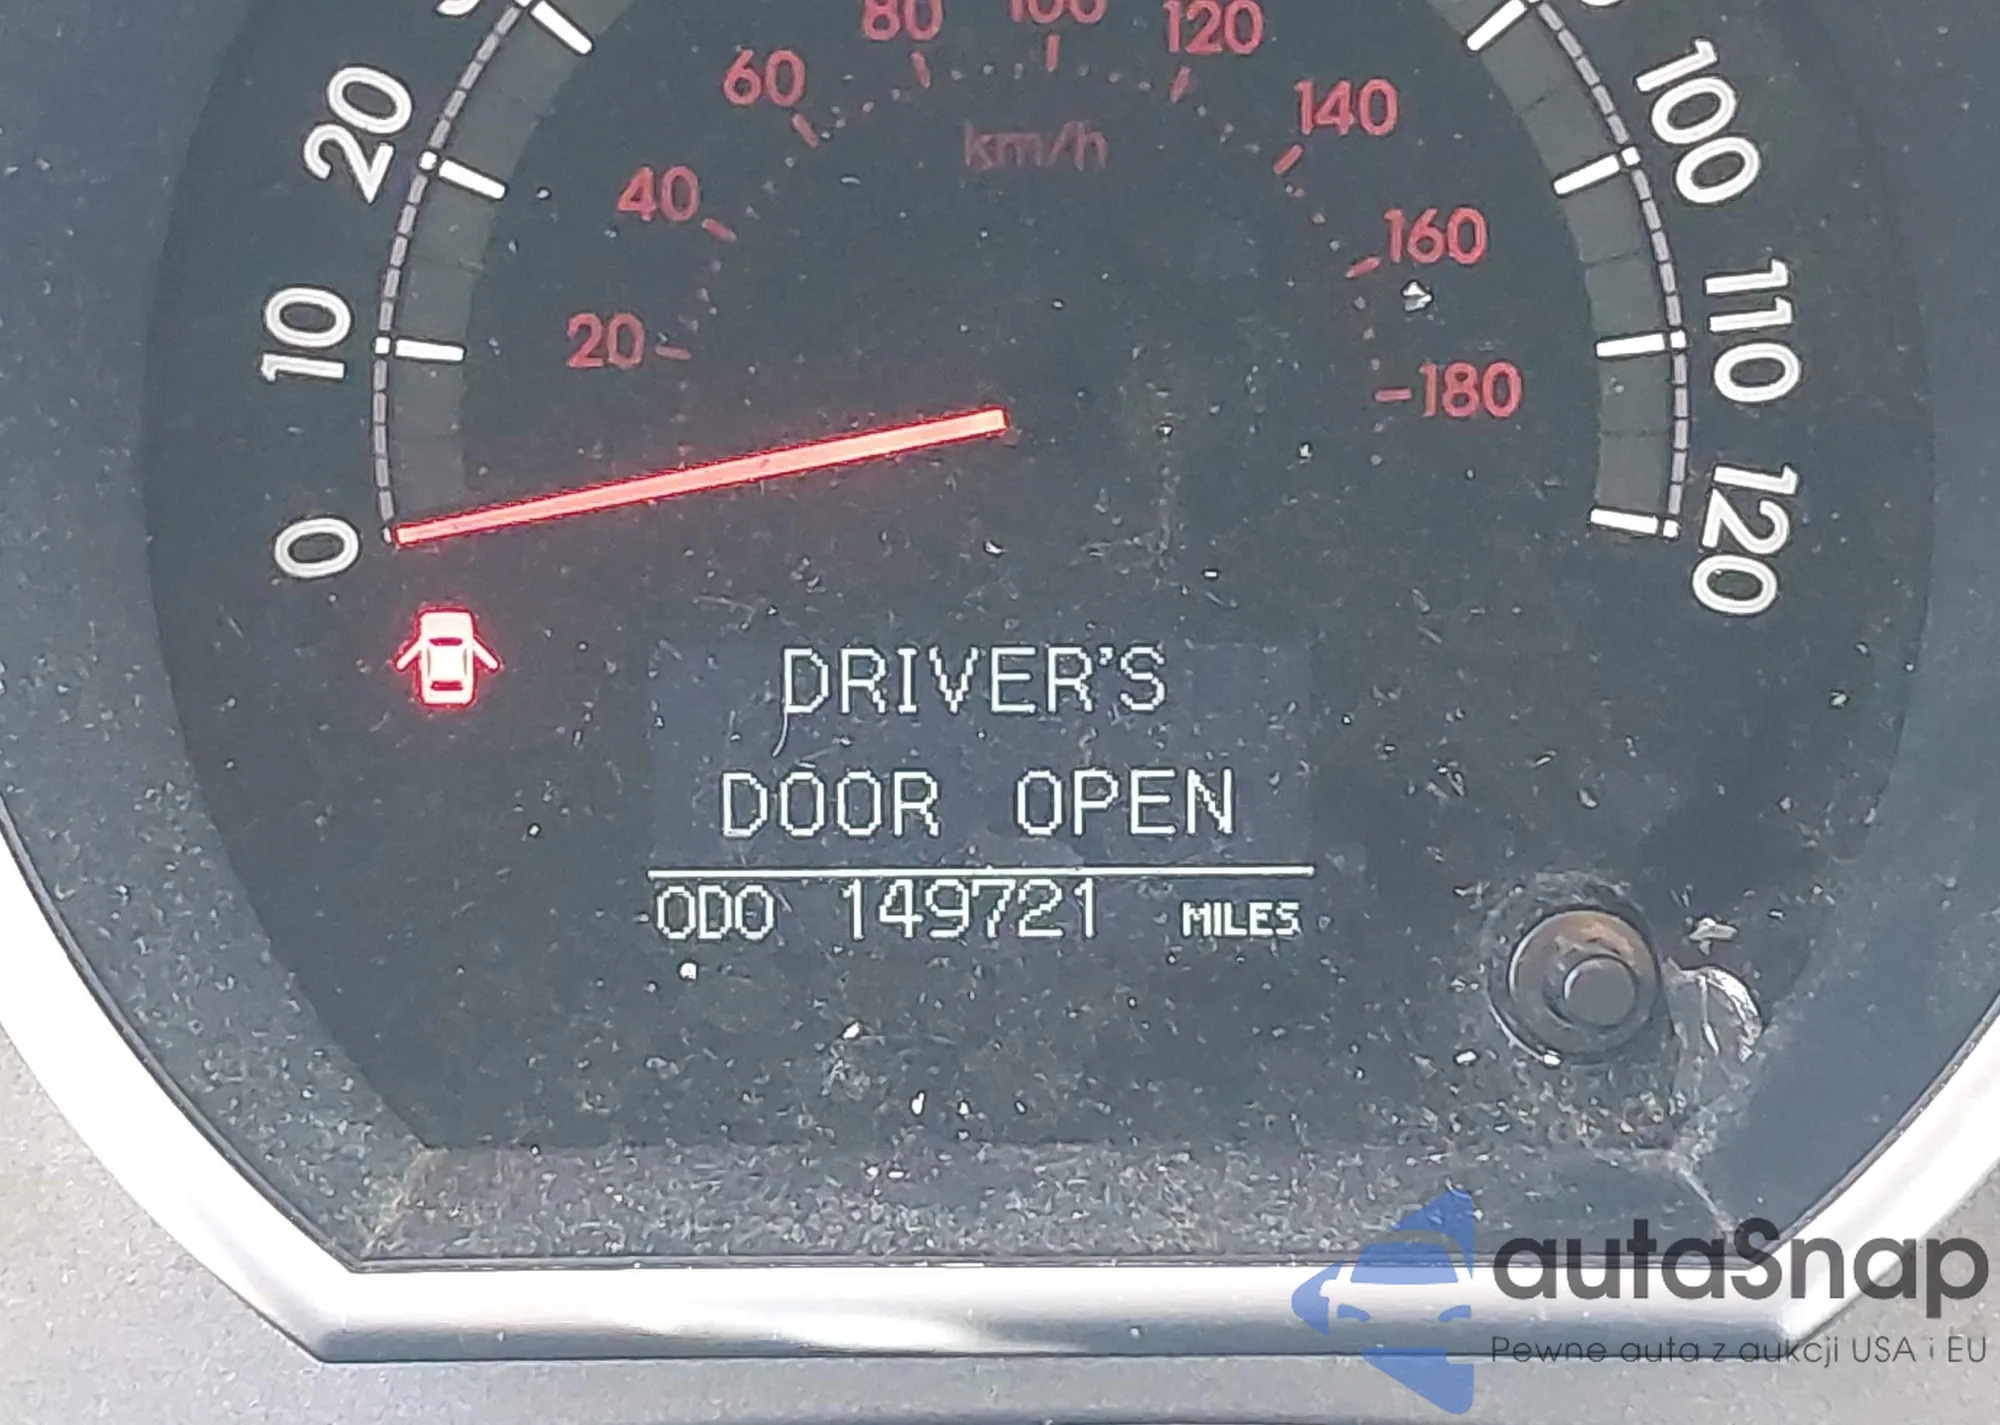 80 100 120
60 140
km/h
20 100
40 160
10 20 110
-180
0 120
DRIVER'S
DOOR OPEN
ODO 149721 MILES
autaSnap
Pewne auta z aukcji USA i EU